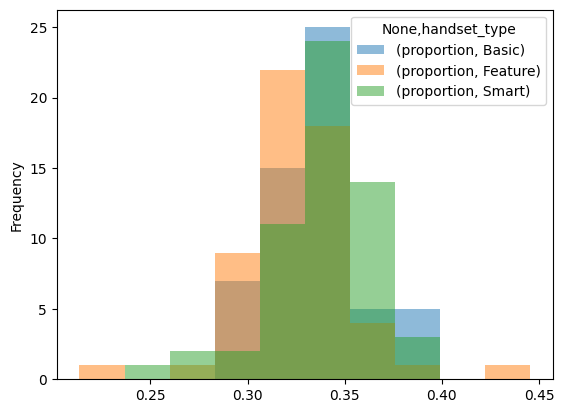 None,handset_type
(proportion, Basic)
(proportion, Feature)
(proportion, Smart)
Frequency
25
20
15
10
5
0
0.25
0.30
0.35
0.40
0.45